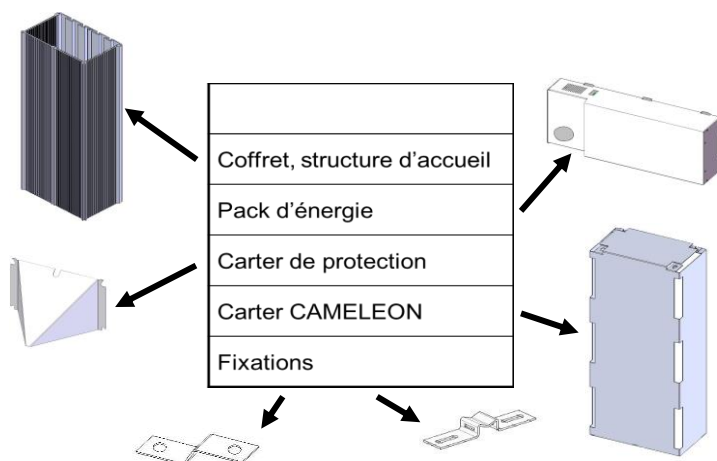 Coffret, structure d’accueil
Pack d’énergie
Carter de protection
Carter CAMELEON
Fixations